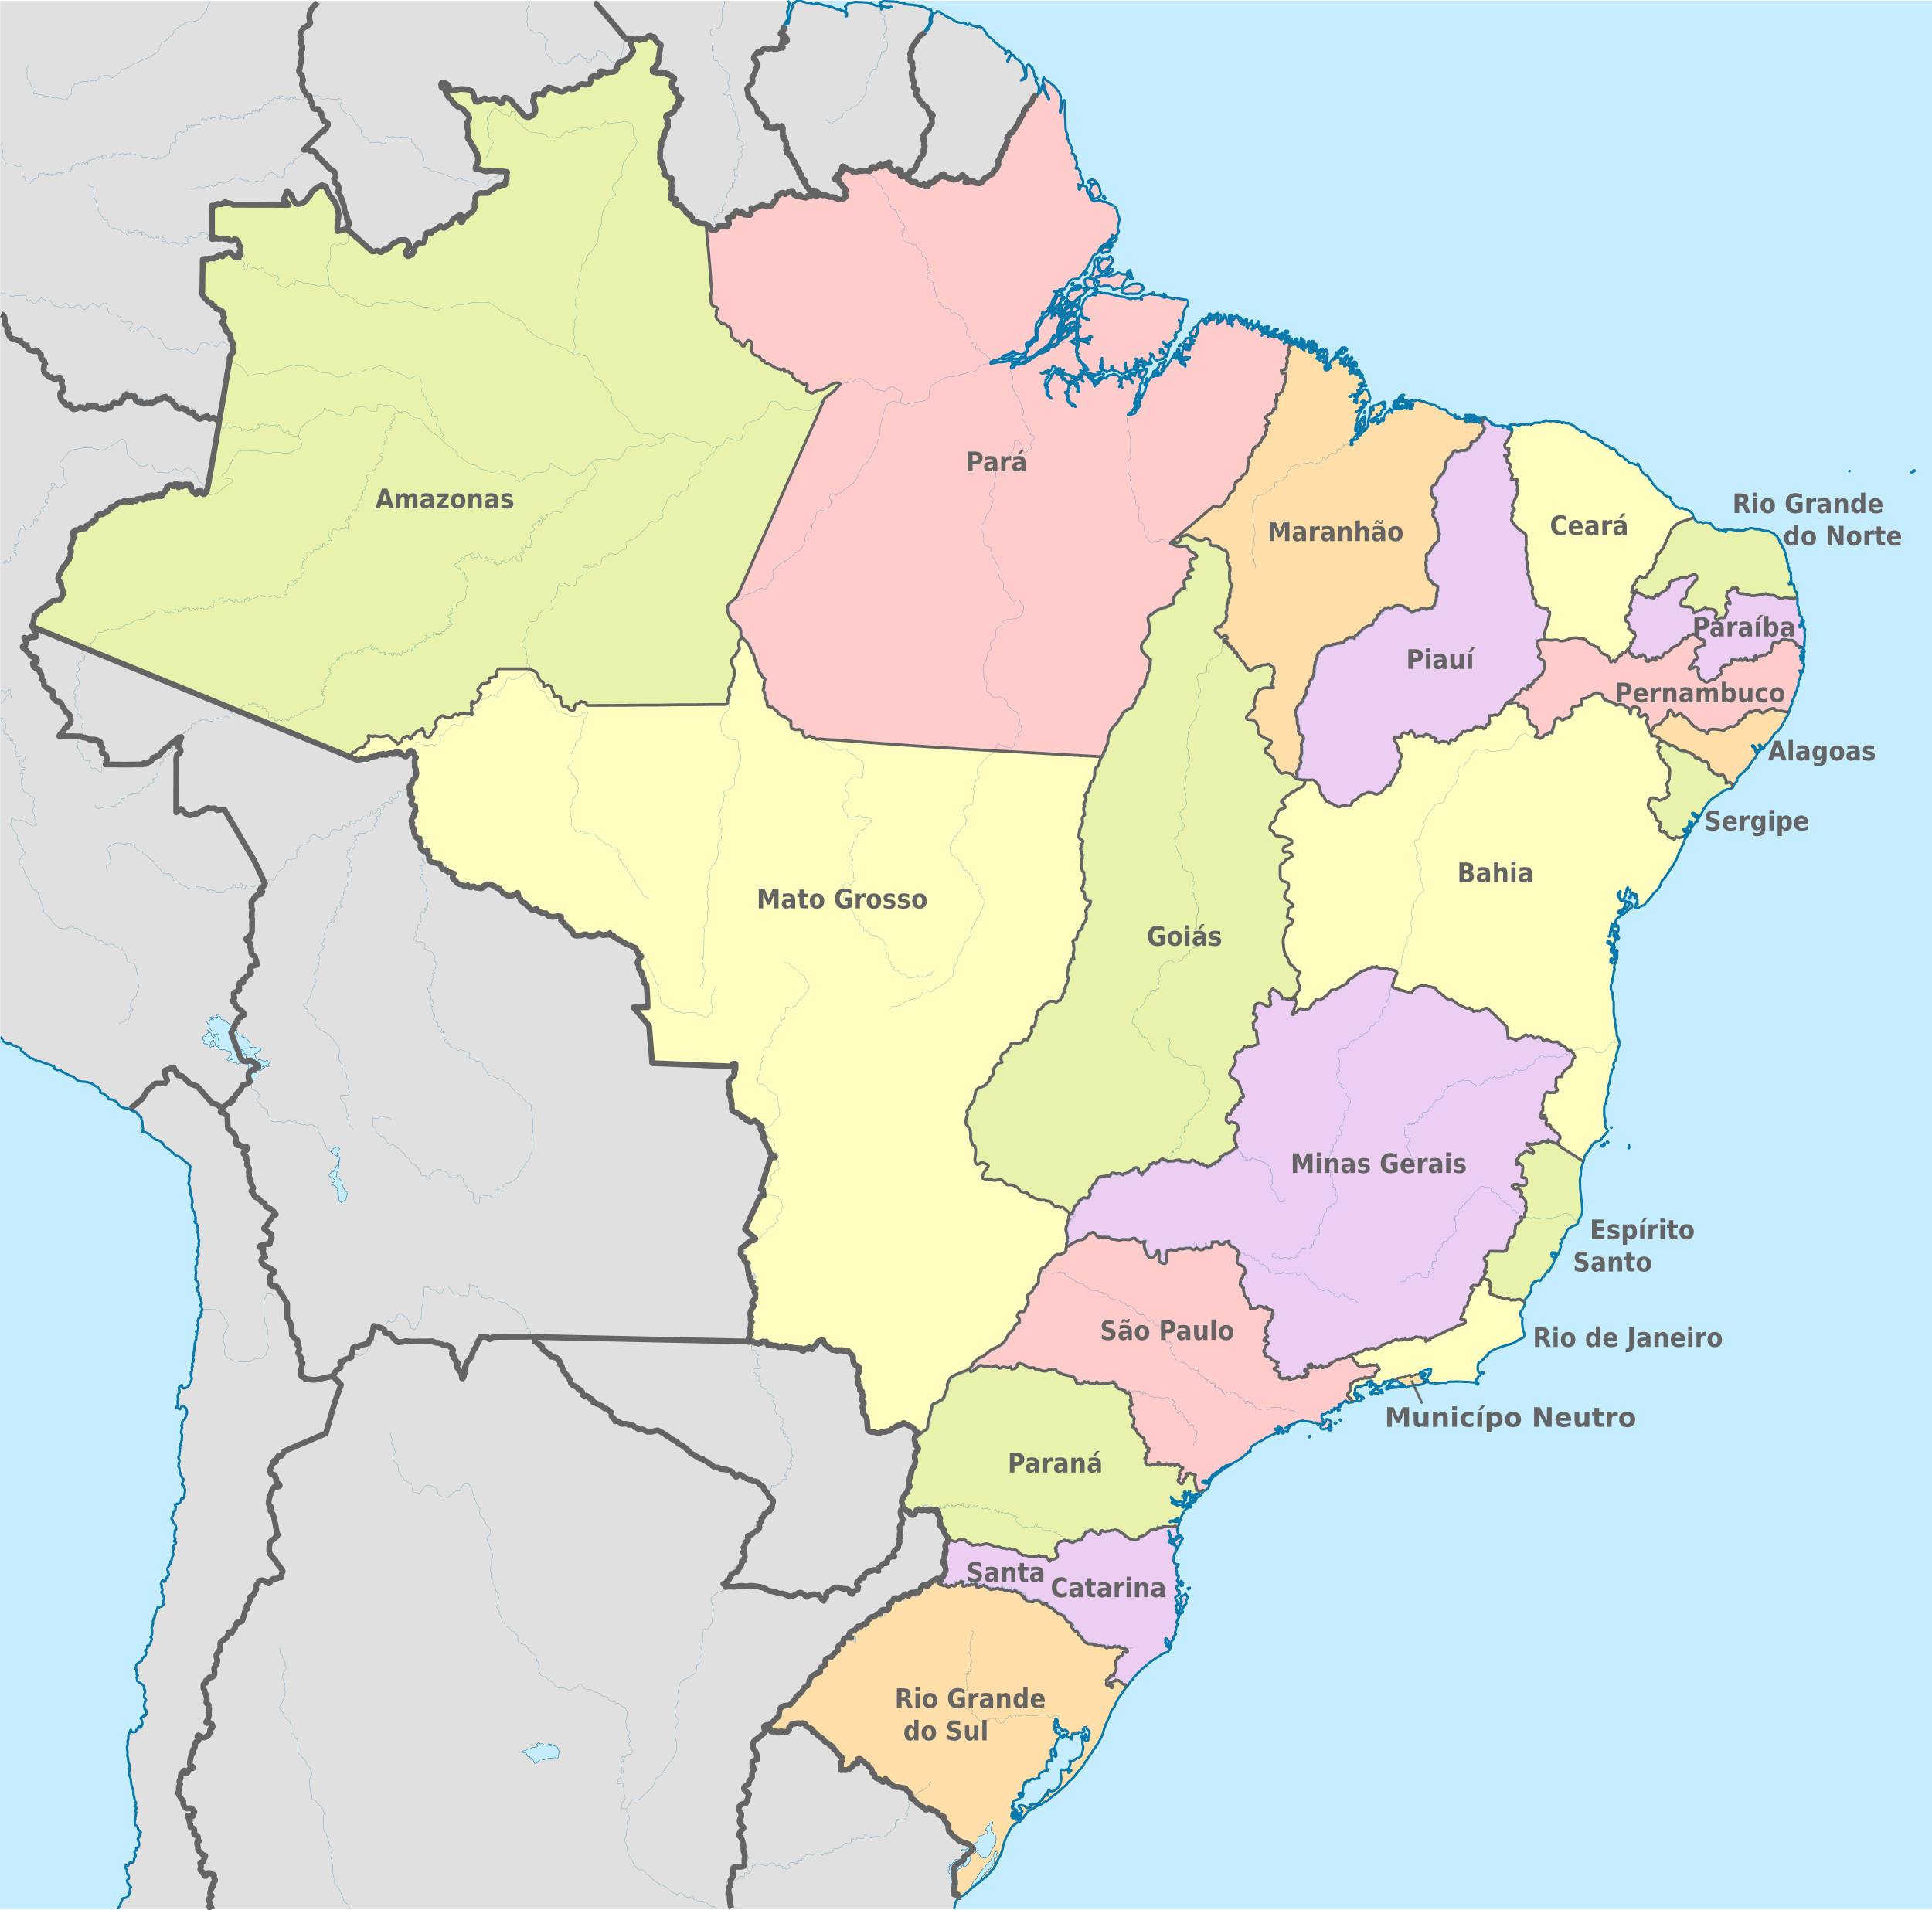 Pará
Amazonas
Rio Grande
do Norte
Ceará
Maranhão
Paraíba
Piauí
Pernambuco
Alagoas
Sergipe
Bahia
Mato Grosso
Goiás
Minas Gerais
Espírito
Santo
São Paulo
Rio de Janeiro
Municípo Neutro
Paraná
Santa
Catarina
Rio Grande
do Sul